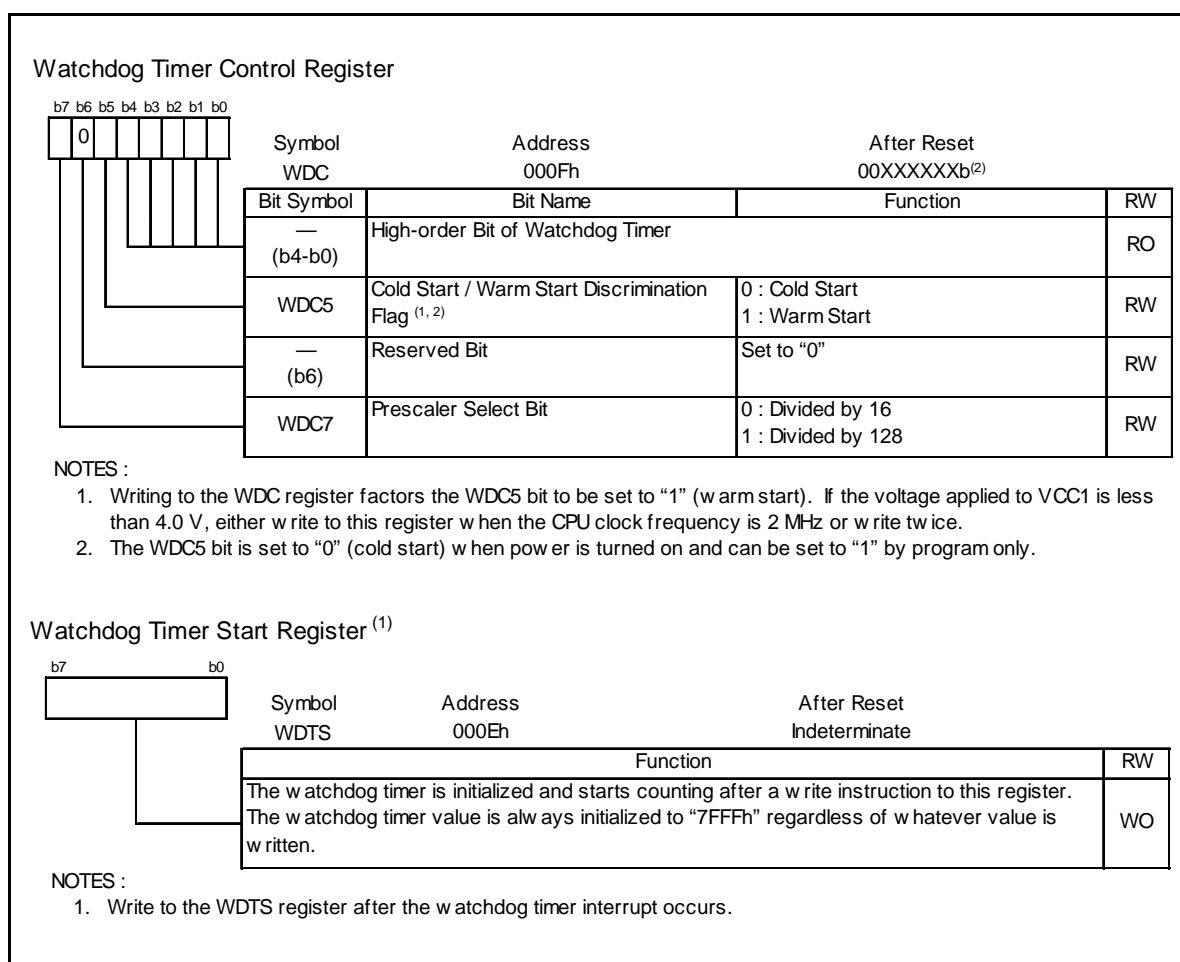 Watchdog Timer Control Register
b7 b6 b5 b4 b3 b2 b1 b0
0
Symbol Address After Reset
WDC 000Fh 00XXXXXXb(2)
Bit Symbol Bit Name Function RW
— (b4-b0) High-order Bit of Watchdog Timer RO
WDC5 Cold Start / Warm Start Discrimination Flag (1, 2) 0 : Cold Start 1 : Warm Start RW
— (b6) Reserved Bit Set to “0” RW
WDC7 Prescaler Select Bit 0 : Divided by 16 1 : Divided by 128 RW
NOTES :
1. Writing to the WDC register factors the WDC5 bit to be set to “1” (warm start). If the voltage applied to VCC1 is less
than 4.0 V, either write to this register when the CPU clock frequency is 2 MHz or write twice.
2. The WDC5 bit is set to “0” (cold start) when power is turned on and can be set to “1” by program only.
Watchdog Timer Start Register (1)
b7 b0
Symbol Address After Reset
WDTS 000Eh Indeterminate
Function RW
The watchdog timer is initialized and starts counting after a write instruction to this register.
The watchdog timer value is always initialized to “7FFFh” regardless of whatever value is
written.
WO
NOTES :
1. Write to the WDTS register after the watchdog timer interrupt occurs.